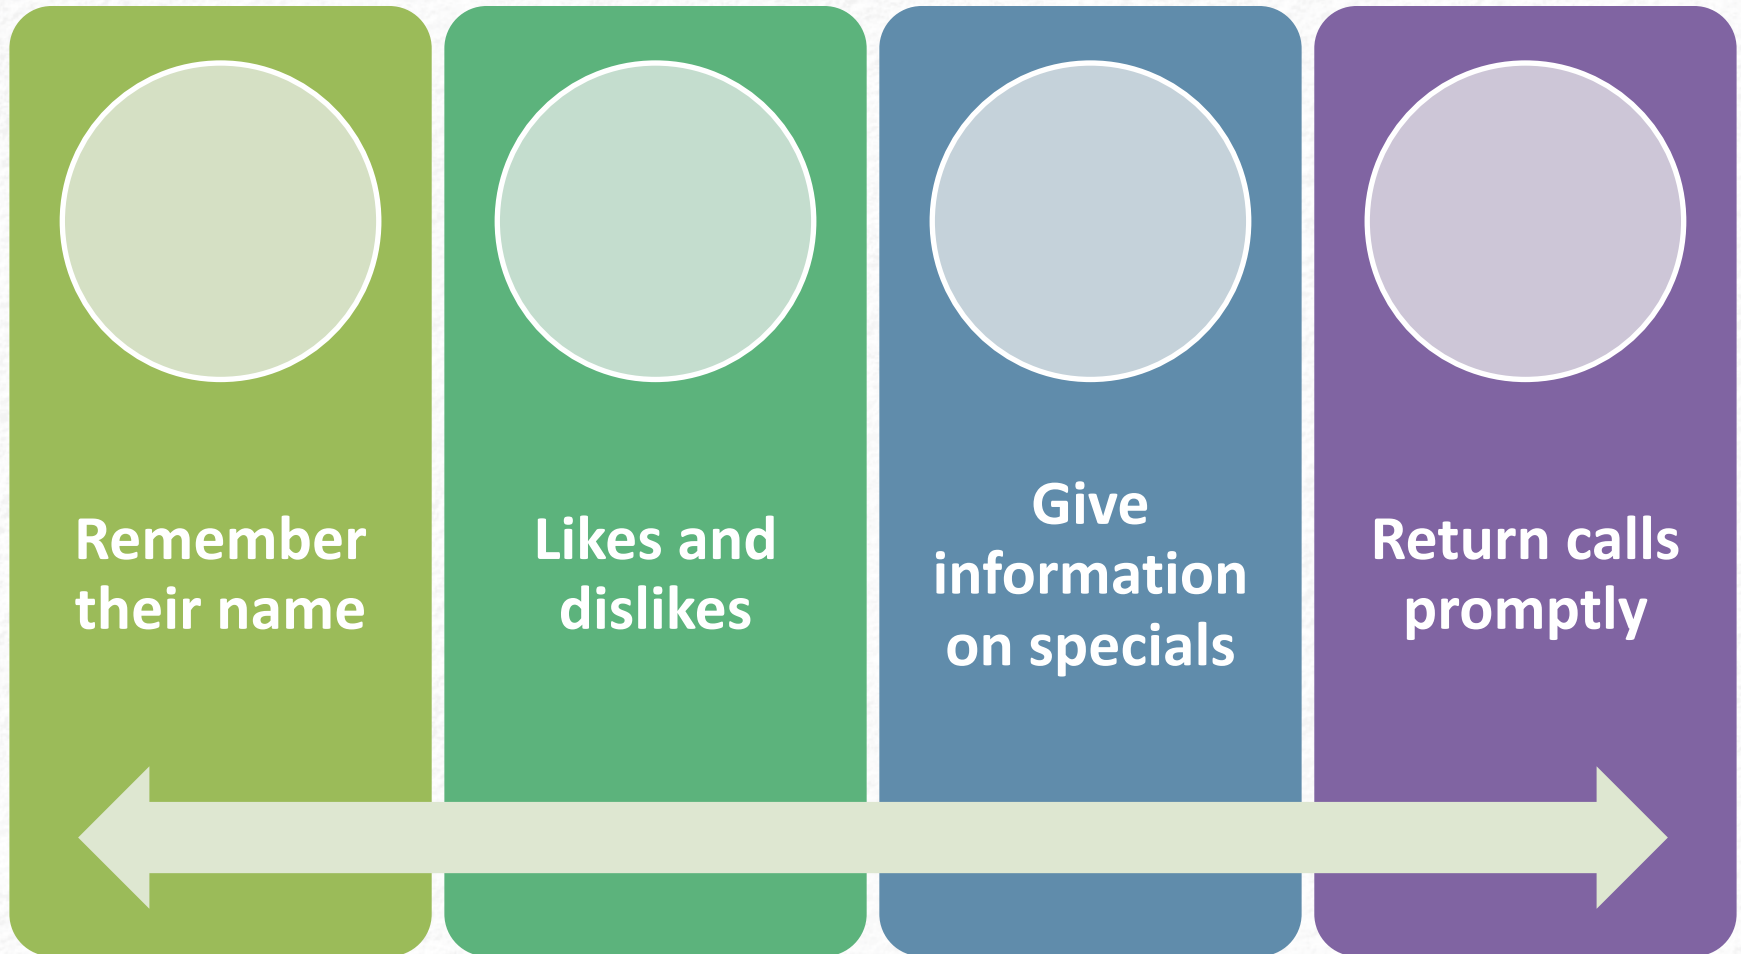 Remember
their name
Likes and
dislikes
Give
information
on specials
Return calls
promptly